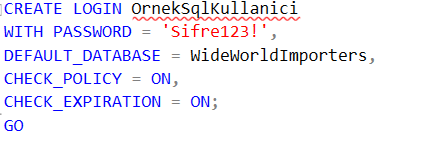 CREATE LOGIN OrnekSqlKullanici
WITH PASSWORD = 'Sifre123!',
DEFAULT_DATABASE = WideWorldImporters,
CHECK_POLICY = ON,
CHECK_EXPIRATION = ON;
GO